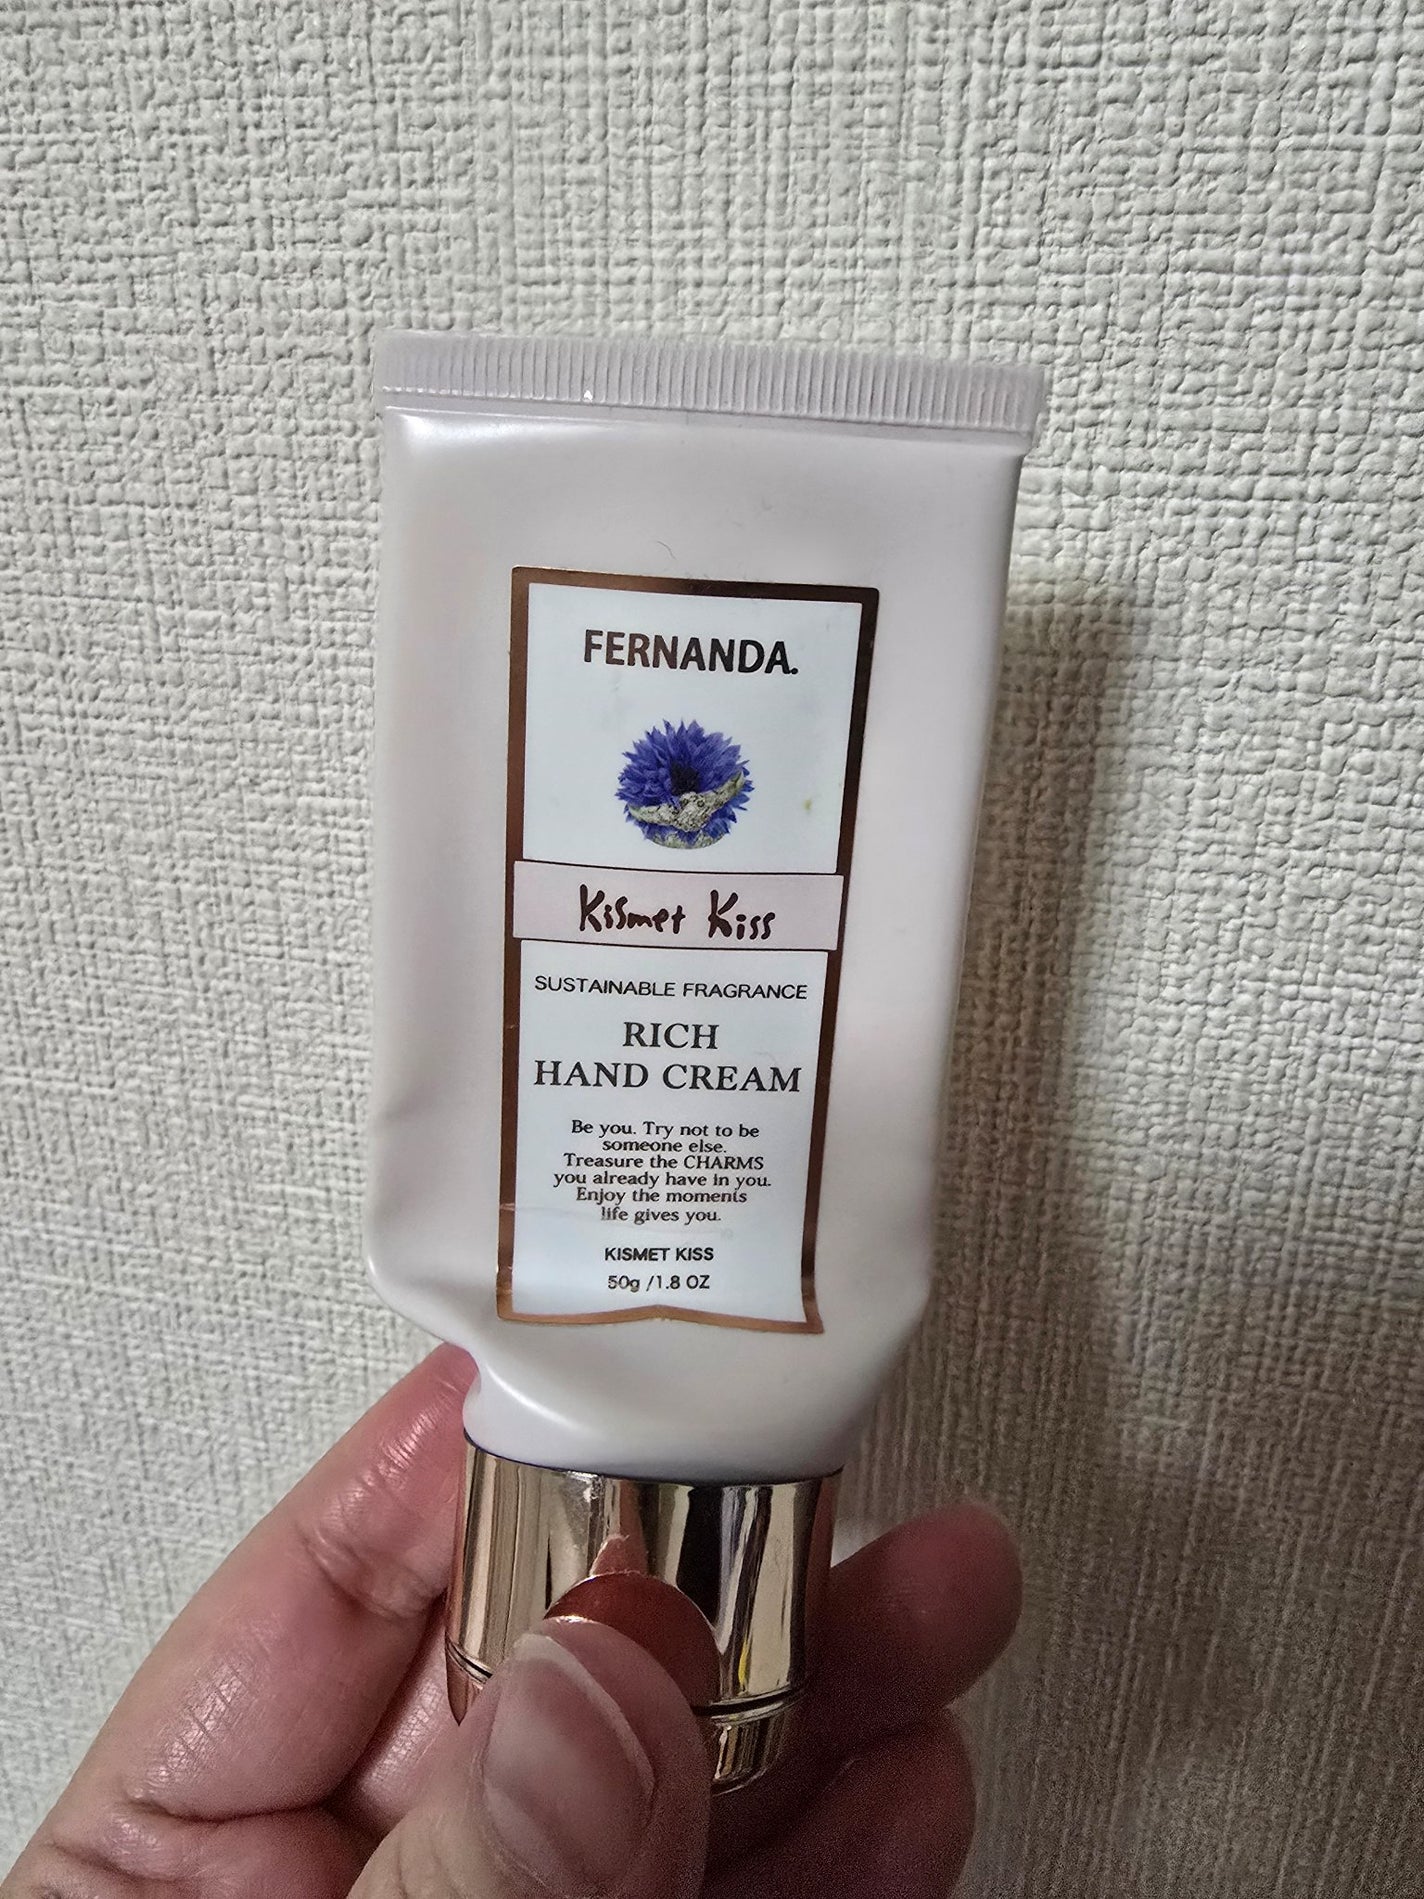 FERNANDA.
Kismet Kiss
SUSTAINABLE FRAGRANCE
RICH
HAND CREAM
Be you. Try not to be
someone else.
Treasure the CHARMS
you already have in you.
Enjoy the moments
life gives you.
KISMET KISS
50g /1.8 OZ